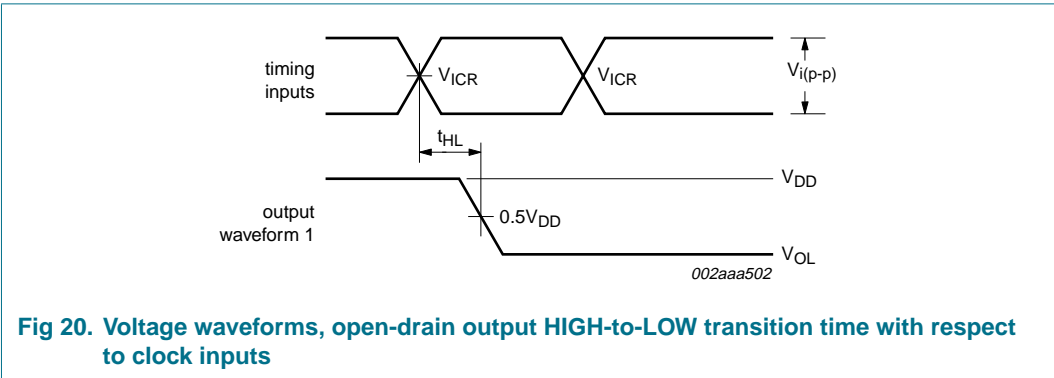 timing
inputs
VICR
VICR
Vi(p-p)
tHL
VDD
output
waveform 1
0.5VDD
VOL
002aaa502
Fig 20. Voltage waveforms, open-drain output HIGH-to-LOW transition time with respect
to clock inputs